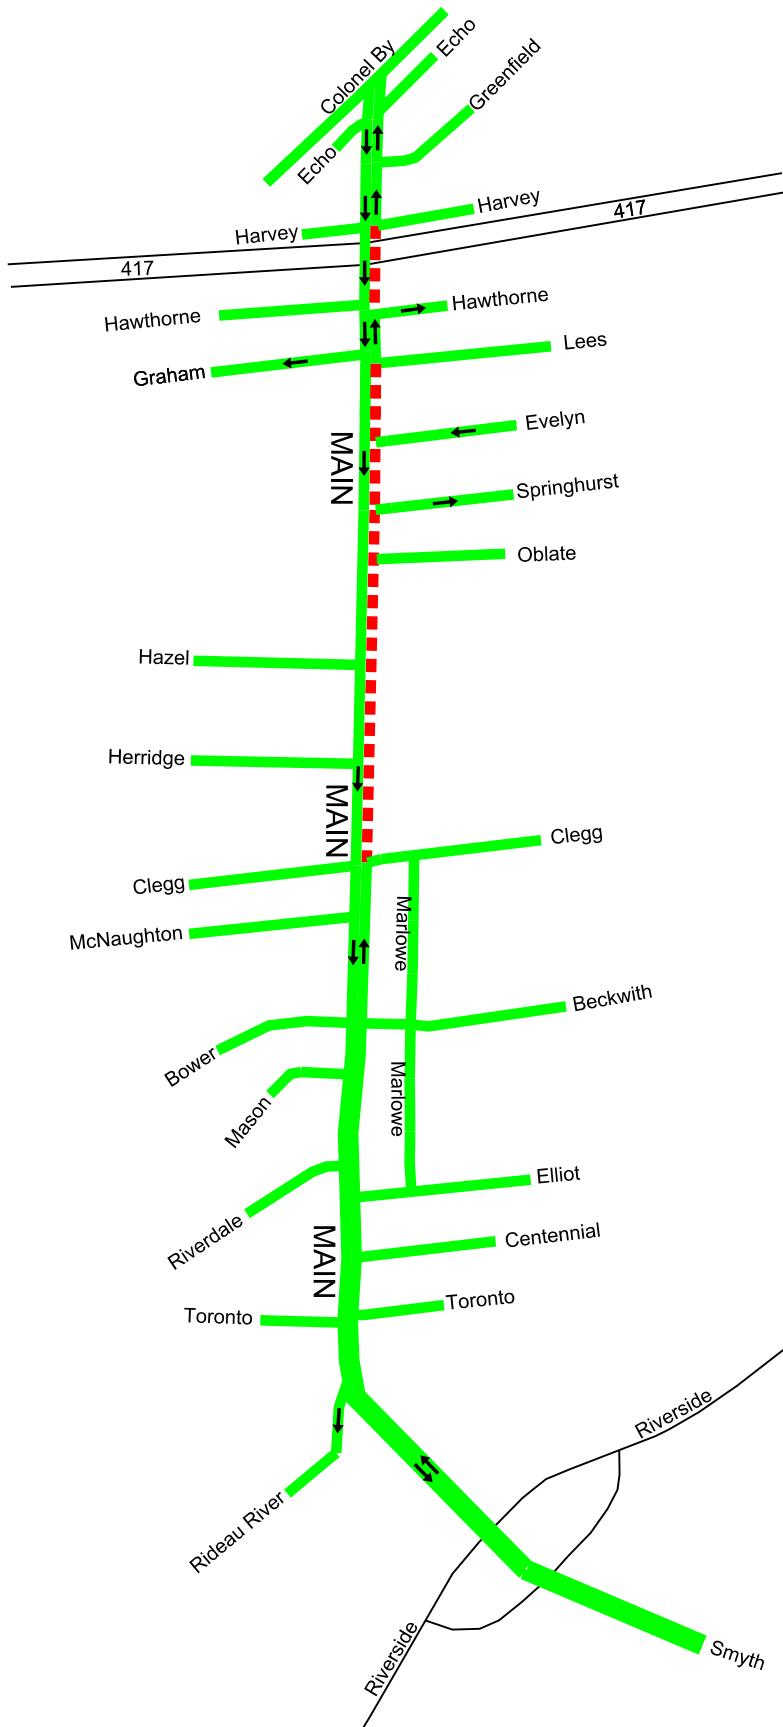 Echo
Colonel By
Greenfield
Echo
Harvey
417
Harvey
417
Hawthorne
Hawthorne
Lees
Graham
Evelyn
MAIN
Springhurst
Oblate
Hazel
Herridge
MAIN
Clegg
Clegg
McNaughton
Marlowe
Beckwith
Bower
Marlowe
Mason
Elliot
Riverdale
Centennial
MAIN
Toronto
Toronto
Riverside
Rideau River
Riverside
Smyth